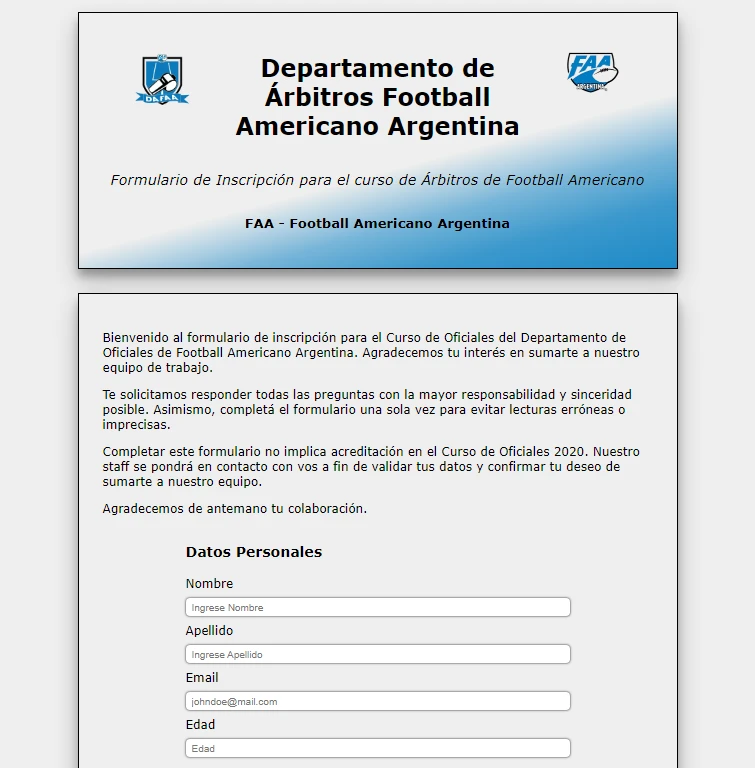 Departamento de
Árbitros Football
Americano Argentina
DAFAA
FAA
ARGENTINA
Formulario de Inscripción para el curso de Árbitros de Football Americano
FAA - Football Americano Argentina
Bienvenido al formulario de inscripción para el Curso de Oficiales del Departamento de
Oficiales de Football Americano Argentina. Agradecemos tu interés en sumarte a nuestro
equipo de trabajo.
Te solicitamos responder todas las preguntas con la mayor responsabilidad y sinceridad
posible. Asimismo, completá el formulario una sola vez para evitar lecturas erróneas o
imprecisas.
Completar este formulario no implica acreditación en el Curso de Oficiales 2020. Nuestro
staff se pondrá en contacto con vos a fin de validar tus datos y confirmar tu deseo de
sumarte a nuestro equipo.
Agradecemos de antemano tu colaboración.
Datos Personales
Nombre
Ingrese Nombre
Apellido
Ingrese Apellido
Email
johndoe@mail.com
Edad
Edad